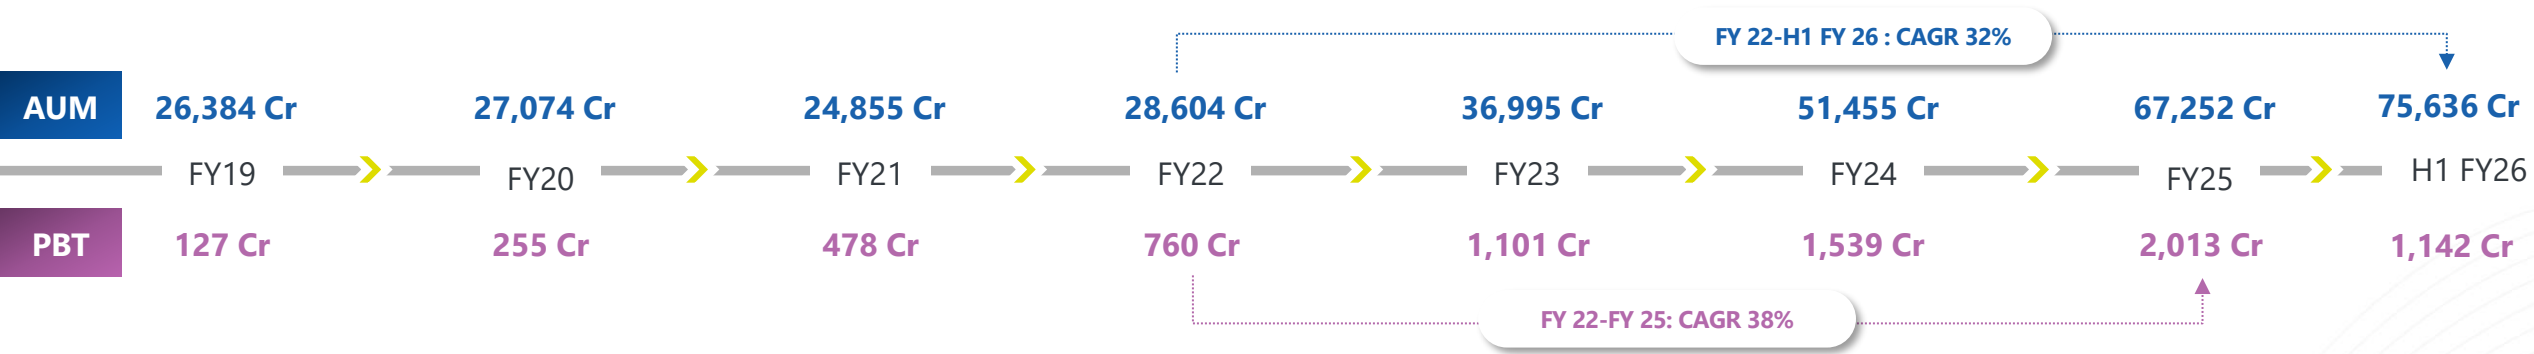 FY 22-H1 FY 26 : CAGR 32%
AUM 26,384 Cr 27,074 Cr 24,855 Cr 28,604 Cr 36,995 Cr 51,455 Cr 67,252 Cr 75,636 Cr
FY19 FY20 FY21 FY22 FY23 FY24 FY25 H1 FY26
PBT 127 Cr 255 Cr 478 Cr 760 Cr 1,101 Cr 1,539 Cr 2,013 Cr 1,142 Cr
FY 22-FY 25: CAGR 38%